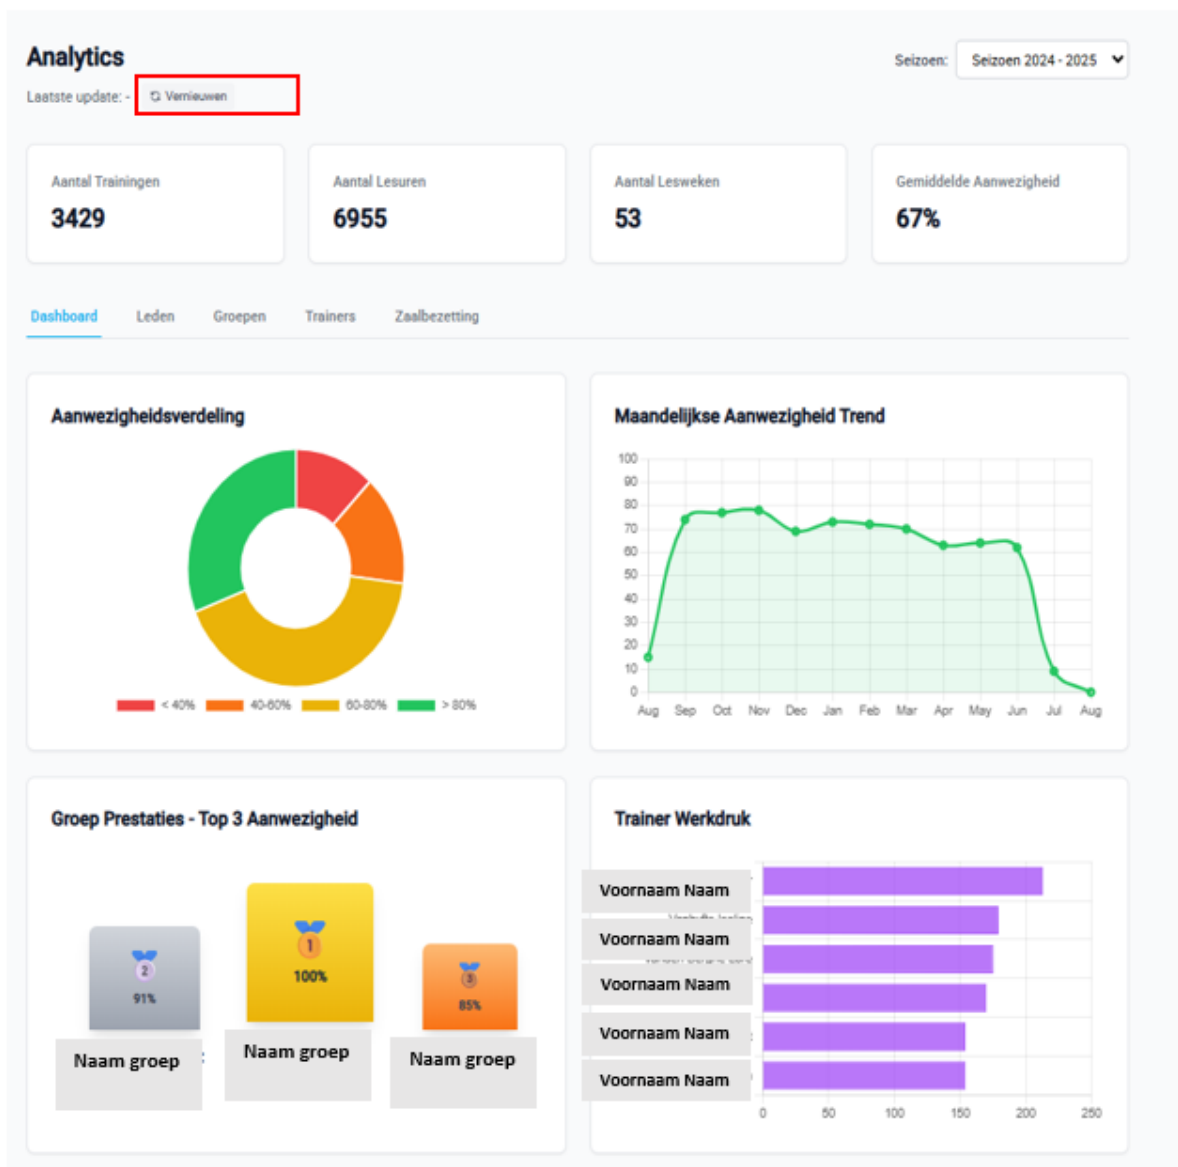 Analytics
Seizoen: Seizoen 2024 - 2025
Laatste update: - Vernieuwen
Aantal Trainingen
3429
Aantal Lesuren
6955
Aantal Lesweken
53
Gemiddelde Aanwezigheid
67%
Dashboard Leden Groepen Trainers Zaalbezetting
Aanwezigheidsverdeling
< 40% 40-60% 60-80% > 80%
Maandelijkse Aanwezigheid Trend
100
90
80
70
60
50
40
30
20
10
0
Aug Sep Oct Nov Dec Jan Feb Mar Apr May Jun Jul Aug
Groep Prestaties - Top 3 Aanwezigheid
2
91%
Naam groep
1
100%
Naam groep
3
85%
Naam groep
Trainer Werkdruk
Voornaam Naam
Voornaam Naam
Voornaam Naam
Voornaam Naam
Voornaam Naam
0 50 100 150 200 250